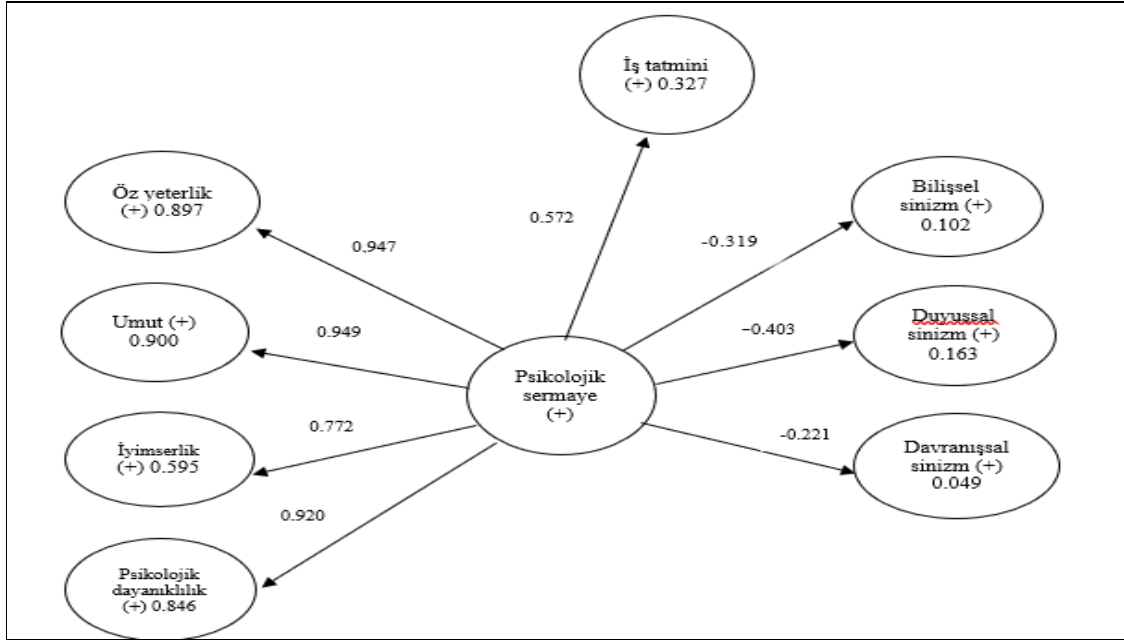 İş tatmini
(+) 0.327
Öz yeterlik
(+) 0.897
Bilişsel
sinizm (+)
0.102
0.572
0.947
-0.319
Umut (+)
0.900
0.949
-0.403
Duyussal
sinizm (+)
0.163
Psikolojik
sermaye
(+)
İyimserlik
(+) 0.595
0.772
-0.221
Davranışsal
sinizm (+)
0.049
0.920
Psikolojik
dayanıklılık
(+) 0.846